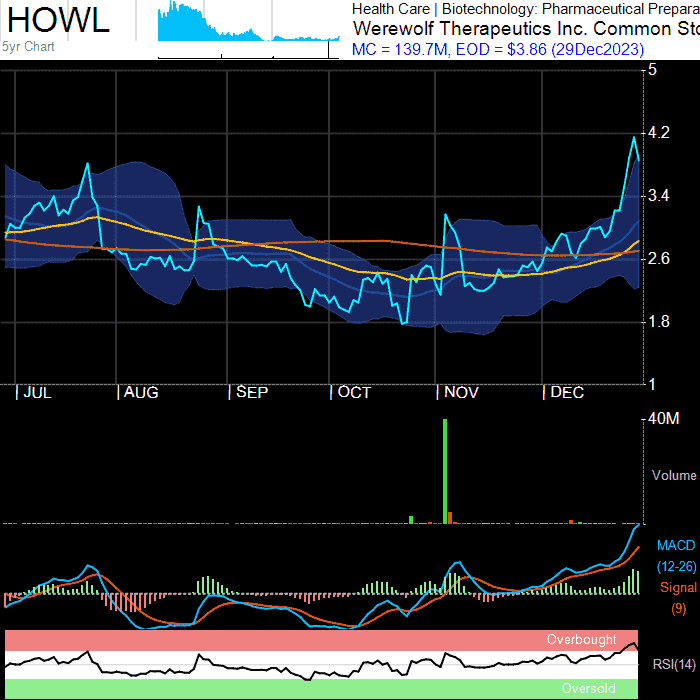 HOWL
5yr Chart
Health Care | Biotechnology: Pharmaceutical Prepara
Werewolf Therapeutics Inc. Common Sto
MC = 139.7M, EOD = $3.86 (29Dec2023)
5
4.2
3.4
2.6
1.8
1
JUL AUG SEP OCT NOV DEC
40M
Volume
MACD
(12-26)
Signal
(9)
Overbought
RSI(14)
Oversold